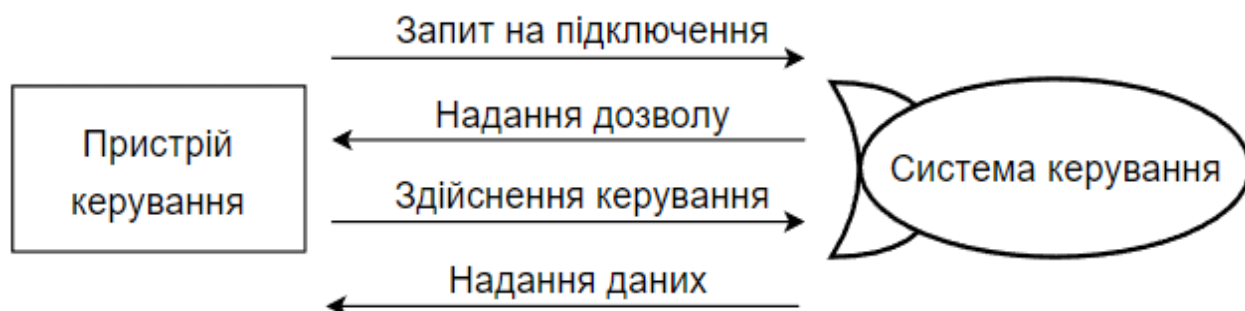 Запит на підключення
Надання дозволу
Пристрій
керування
Система керування
Здійснення керування
Надання даних